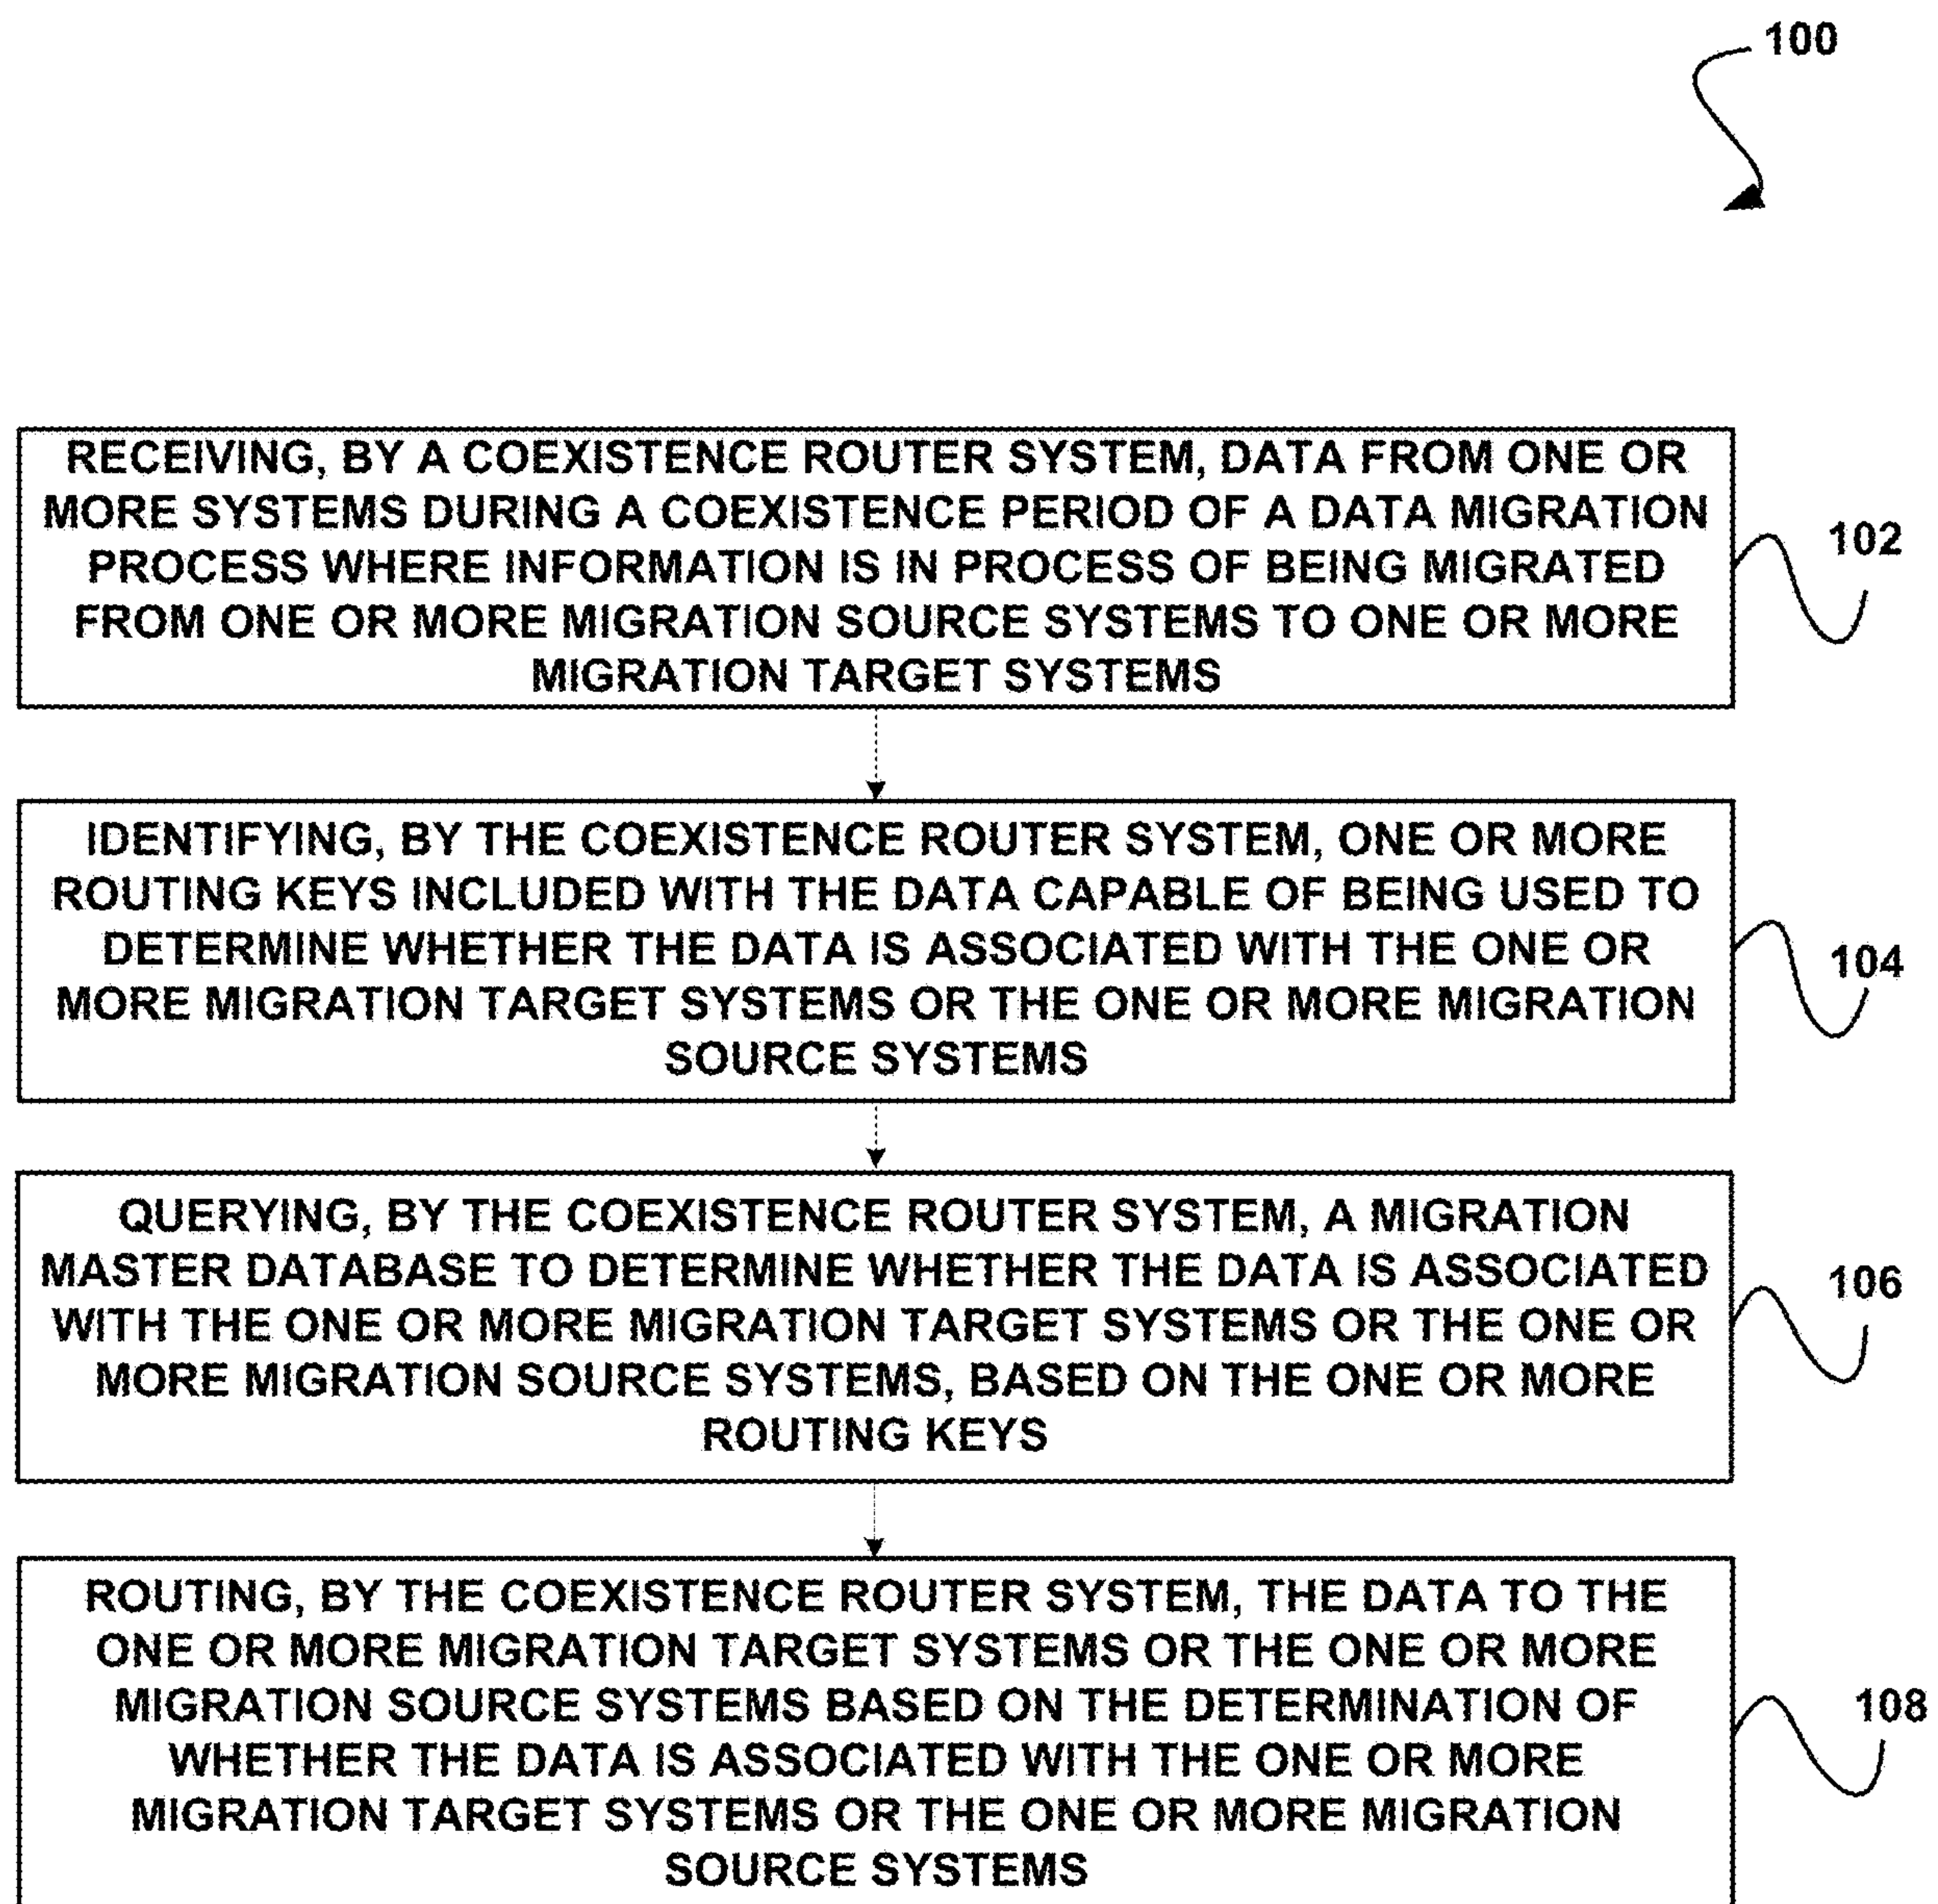 100
RECEIVING, BY A COEXISTENCE ROUTER SYSTEM, DATA FROM ONE OR
MORE SYSTEMS DURING A COEXISTENCE PERIOD OF A DATA MIGRATION
PROCESS WHERE INFORMATION IS IN PROCESS OF BEING MIGRATED
FROM ONE OR MORE MIGRATION SOURCE SYSTEMS TO ONE OR MORE
MIGRATION TARGET SYSTEMS
102
IDENTIFYING, BY THE COEXISTENCE ROUTER SYSTEM, ONE OR MORE
ROUTING KEYS INCLUDED WITH THE DATA CAPABLE OF BEING USED TO
DETERMINE WHETHER THE DATA IS ASSOCIATED WITH THE ONE OR
MORE MIGRATION TARGET SYSTEMS OR THE ONE OR MORE MIGRATION
SOURCE SYSTEMS
104
QUERYING, BY THE COEXISTENCE ROUTER SYSTEM, A MIGRATION
MASTER DATABASE TO DETERMINE WHETHER THE DATA IS ASSOCIATED
WITH THE ONE OR MORE MIGRATION TARGET SYSTEMS OR THE ONE OR
MORE MIGRATION SOURCE SYSTEMS, BASED ON THE ONE OR MORE
ROUTING KEYS
106
ROUTING, BY THE COEXISTENCE ROUTER SYSTEM, THE DATA TO THE
ONE OR MORE MIGRATION TARGET SYSTEMS OR THE ONE OR MORE
MIGRATION SOURCE SYSTEMS BASED ON THE DETERMINATION OF
WHETHER THE DATA IS ASSOCIATED WITH THE ONE OR MORE
MIGRATION TARGET SYSTEMS OR THE ONE OR MORE MIGRATION
SOURCE SYSTEMS
108